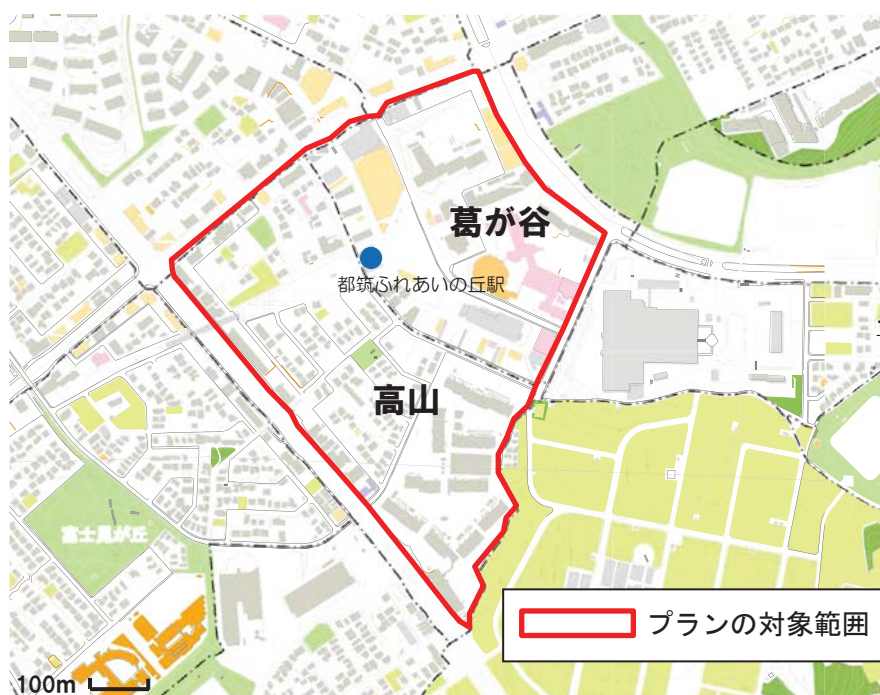 葛が谷
都筑ふれあいの丘駅
高山
富士見が丘
プランの対象範囲
100m